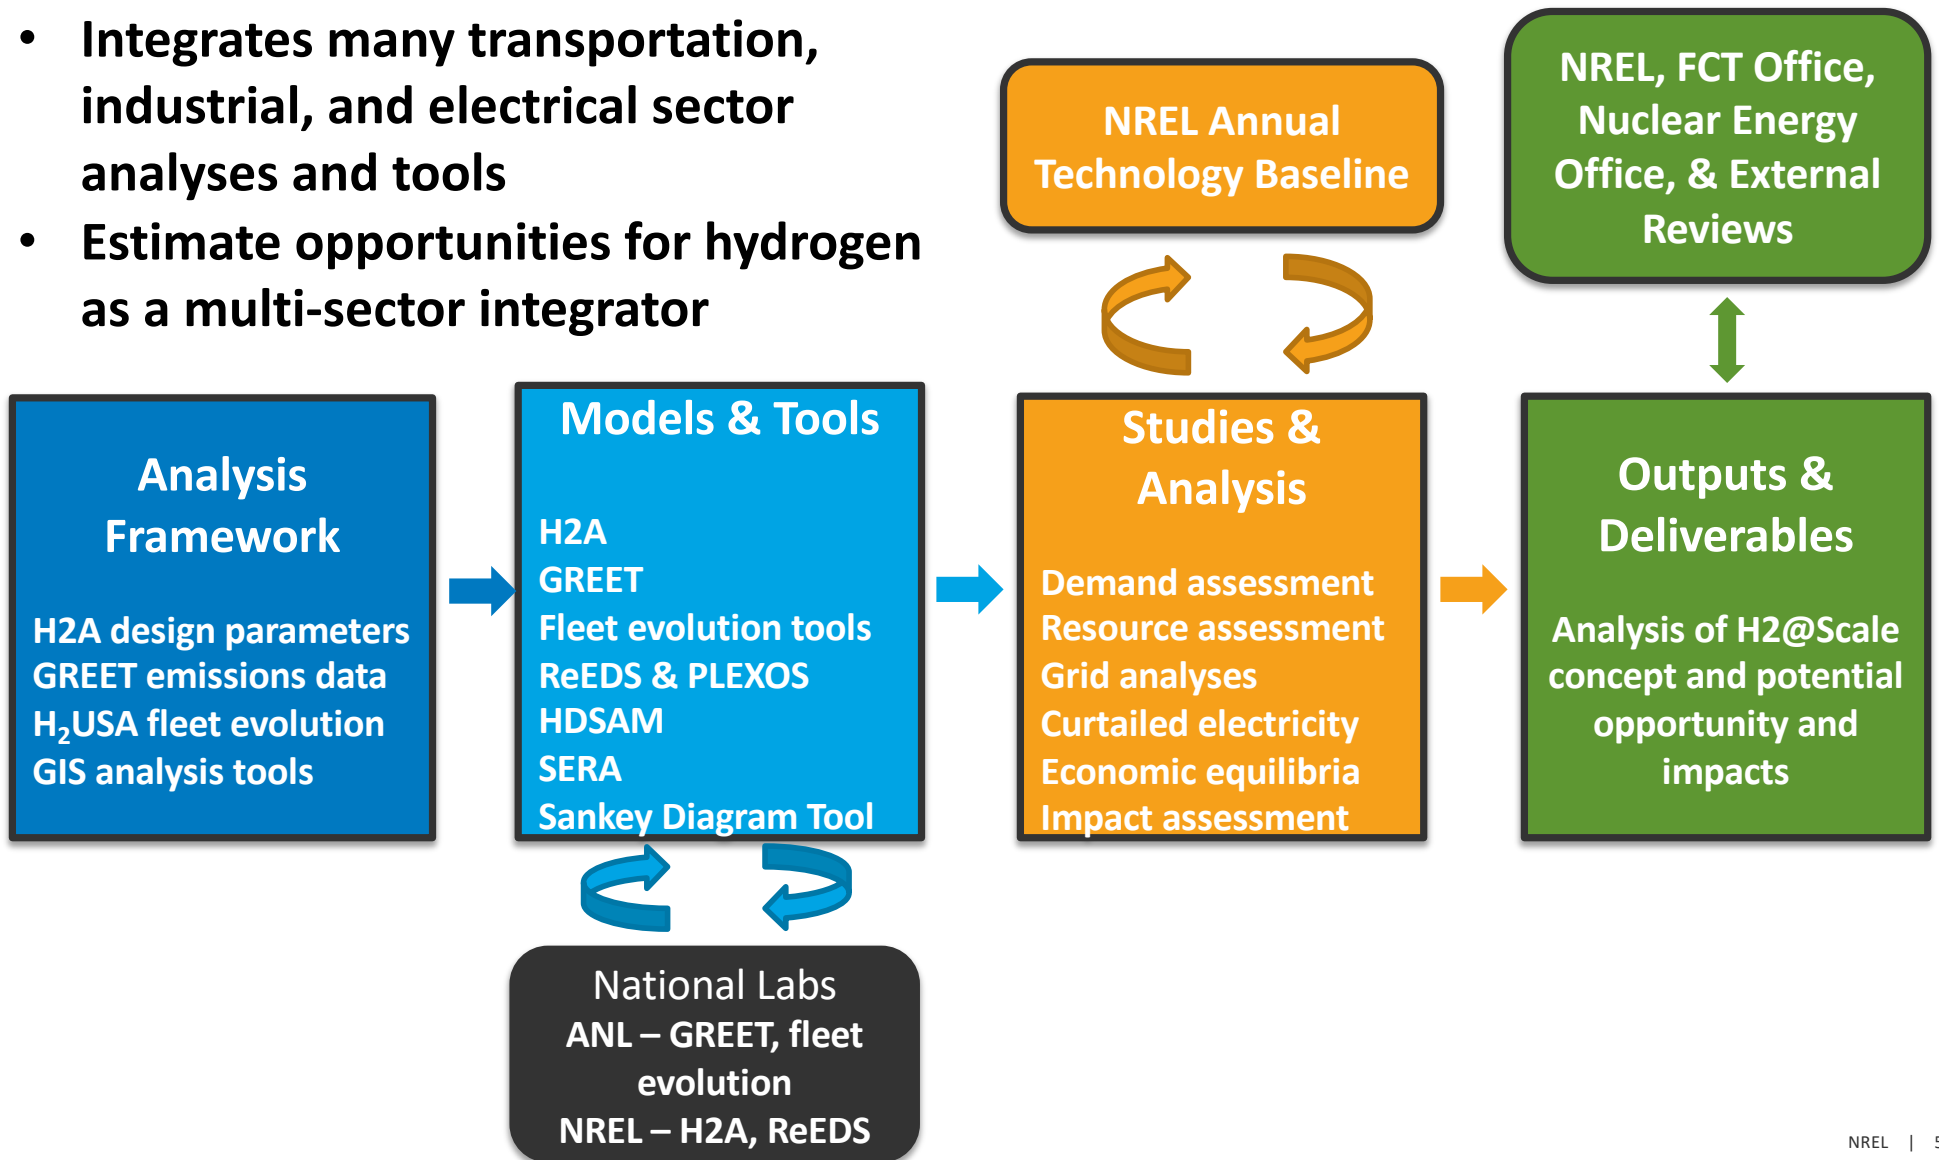 • Integrates many transportation,
industrial, and electrical sector
analyses and tools
• Estimate opportunities for hydrogen
as a multi-sector integrator
NREL Annual
Technology Baseline
NREL, FCT Office,
Nuclear Energy
Office, & External
Reviews
Analysis
Framework
H2A design parameters
GREET emissions data
H₂USA fleet evolution
GIS analysis tools
Models & Tools
H2A
GREET
Fleet evolution tools
ReEDS & PLEXOS
HDSAM
SERA
Sankey Diagram Tool
Studies &
Analysis
Demand assessment
Resource assessment
Grid analyses
Curtailed electricity
Economic equilibria
Impact assessment
Outputs &
Deliverables
Analysis of H2@Scale
concept and potential
opportunity and
impacts
National Labs
ANL – GREET, fleet
evolution
NREL – H2A, ReEDS
NREL | 5